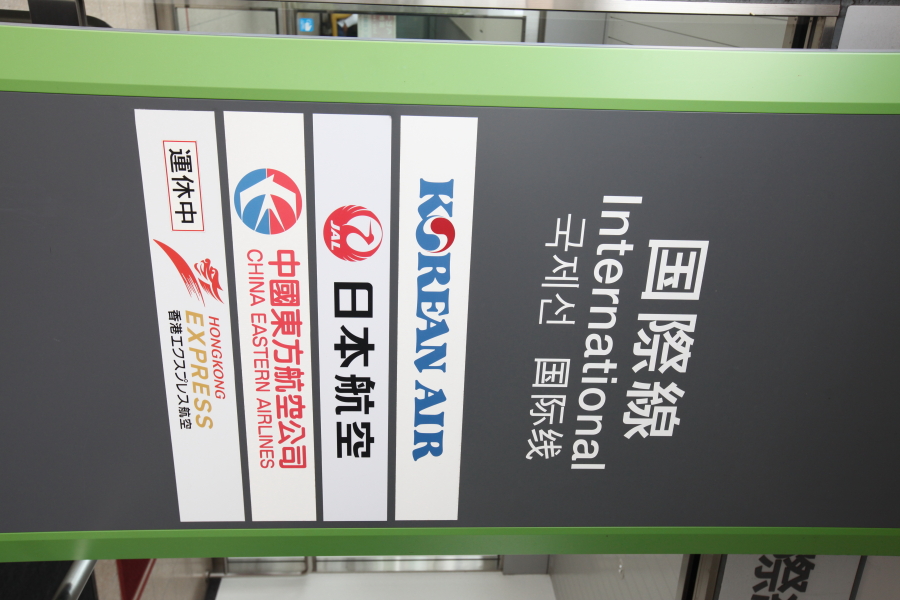 国際線
International
국제선 国际线
KOREAN AIR
JAL 日本航空
中國東方航空公司
CHINA EASTERN AIRLINES
運休中
HONGKONG
EXPRESS
香港エクスプレス航空
際